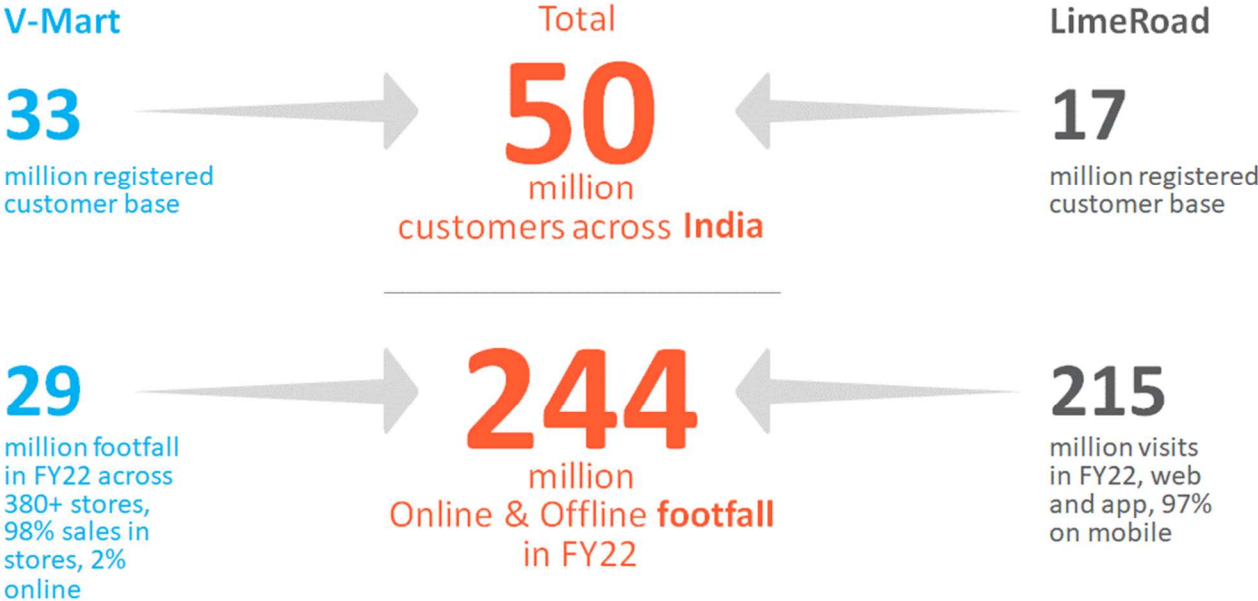 V-Mart
33
million registered
customer base
Total
50
million
customers across India
LimeRoad
17
million registered
customer base
29
million footfall
in FY22 across
380+ stores,
98% sales in
stores, 2%
online
244
million
Online & Offline footfall
in FY22
215
million visits
in FY22, web
and app, 97%
on mobile